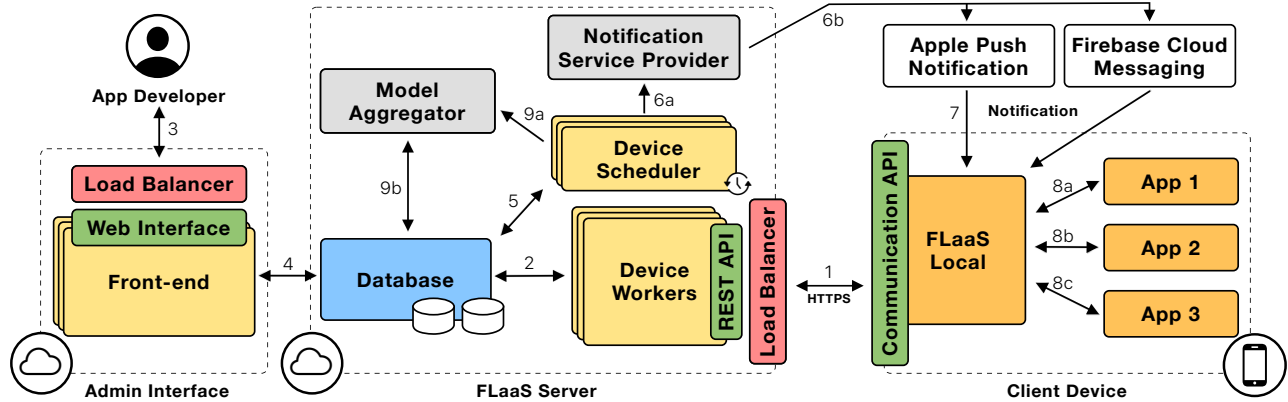 App Developer
3
Load Balancer
Web Interface
Front-end
Admin Interface
4
Model
Aggregator
9a
9b
5
Database
2
Notification
Service Provider
6a
6b
Device
Scheduler
Device
Workers
REST API
Load Balancer
FLaaS Server
1
HTTPS
Apple Push
Notification
Firebase Cloud
Messaging
7
Notification
Communication API
FLaaS
Local
8a
8b
8c
App 1
App 2
App 3
Client Device